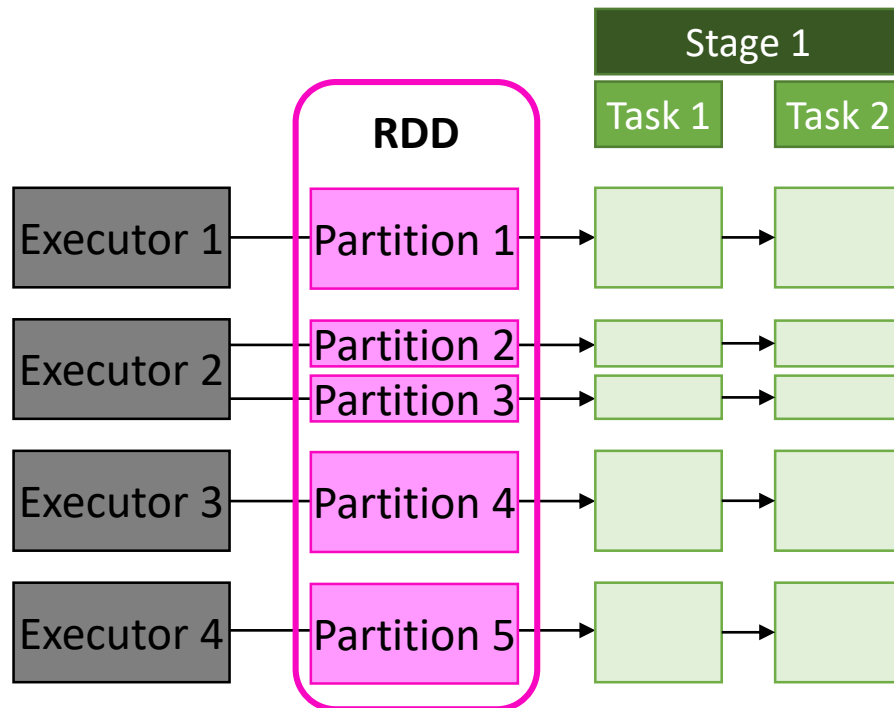 Stage 1
Task 1
Task 2
RDD
Executor 1
Partition 1
Executor 2
Partition 2
Partition 3
Executor 3
Partition 4
Executor 4
Partition 5